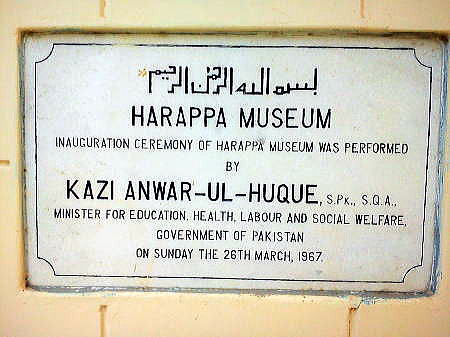 بسم الله الرحمن الرحيم
HARAPPA MUSEUM
INAUGURATION CEREMONY OF HARAPPA MUSEUM WAS PERFORMED
BY
KAZI ANWAR-UL-HUQUE, S.PK., S.Q.A.,
MINISTER FOR EDUCATION, HEALTH, LABOUR AND SOCIAL WELFARE,
GOVERNMENT OF PAKISTAN
ON SUNDAY THE 26TH MARCH, 1967.